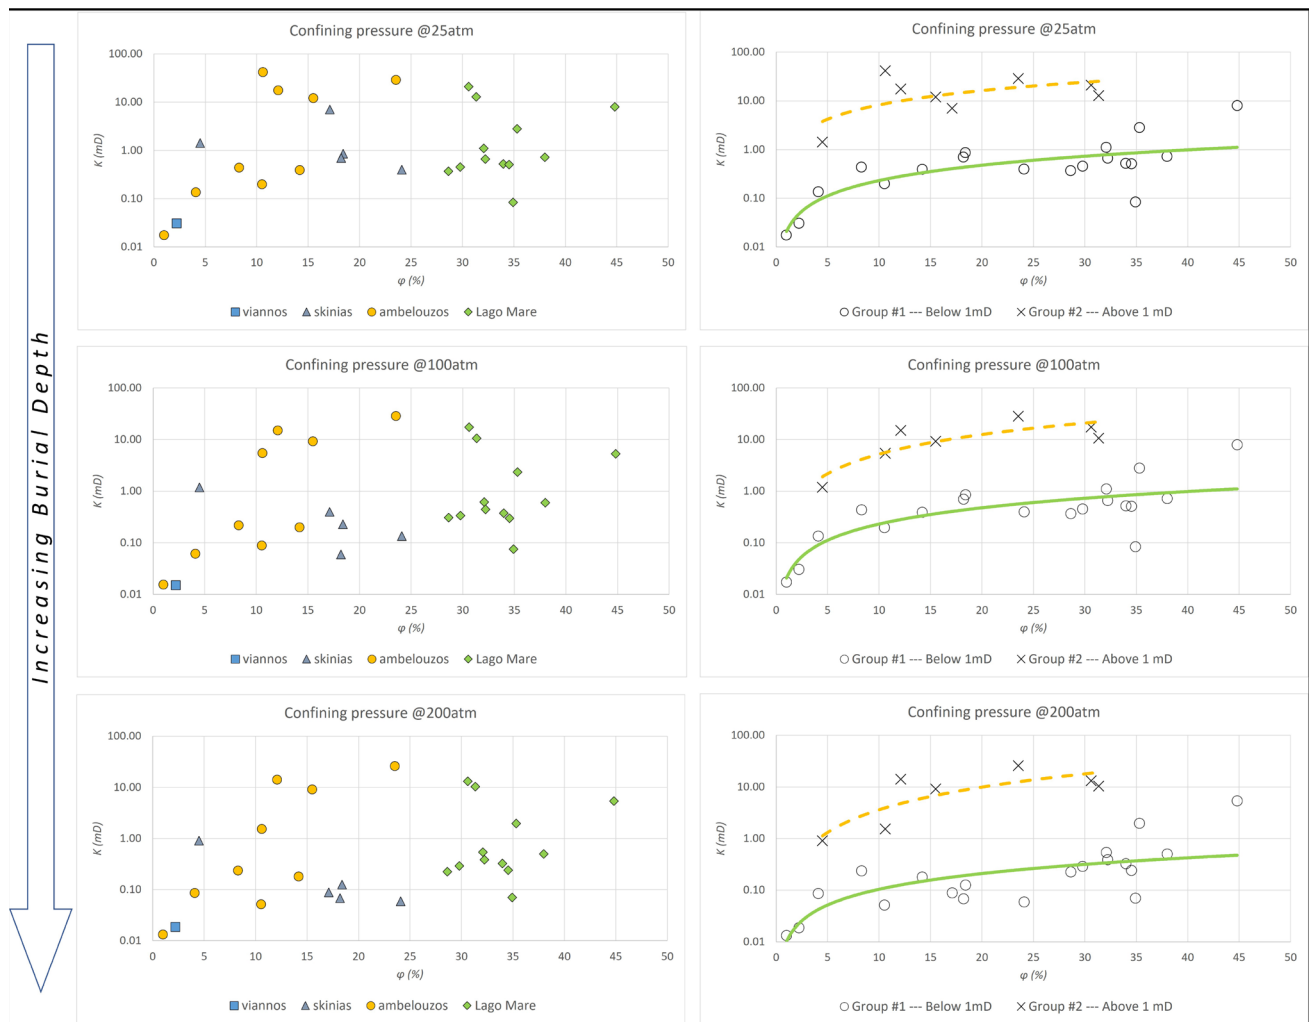 Increasing Burial Depth
Confining pressure @25atm
100.00
10.00
1.00
0.10
0.01
K (mD)
0 5 10 15 20 25 30 35 40 45 50
φ (%)
viannos skinias ambelouzos Lago Mare
Confining pressure @25atm
100.00
10.00
1.00
0.10
0.01
K (mD)
0 5 10 15 20 25 30 35 40 45 50
φ (%)
Group #1 --- Below 1mD Group #2 --- Above 1 mD
Confining pressure @100atm
100.00
10.00
1.00
0.10
0.01
K (mD)
0 5 10 15 20 25 30 35 40 45 50
φ (%)
viannos skinias ambelouzos Lago Mare
Confining pressure @100atm
100.00
10.00
1.00
0.10
0.01
K (mD)
0 5 10 15 20 25 30 35 40 45 50
φ (%)
Group #1 --- Below 1mD Group #2 --- Above 1 mD
Confining pressure @200atm
100.00
10.00
1.00
0.10
0.01
K (mD)
0 5 10 15 20 25 30 35 40 45 50
φ (%)
viannos skinias ambelouzos Lago Mare
Confining pressure @200atm
100.00
10.00
1.00
0.10
0.01
K (mD)
0 5 10 15 20 25 30 35 40 45 50
φ (%)
Group #1 --- Below 1mD Group #2 --- Above 1 mD